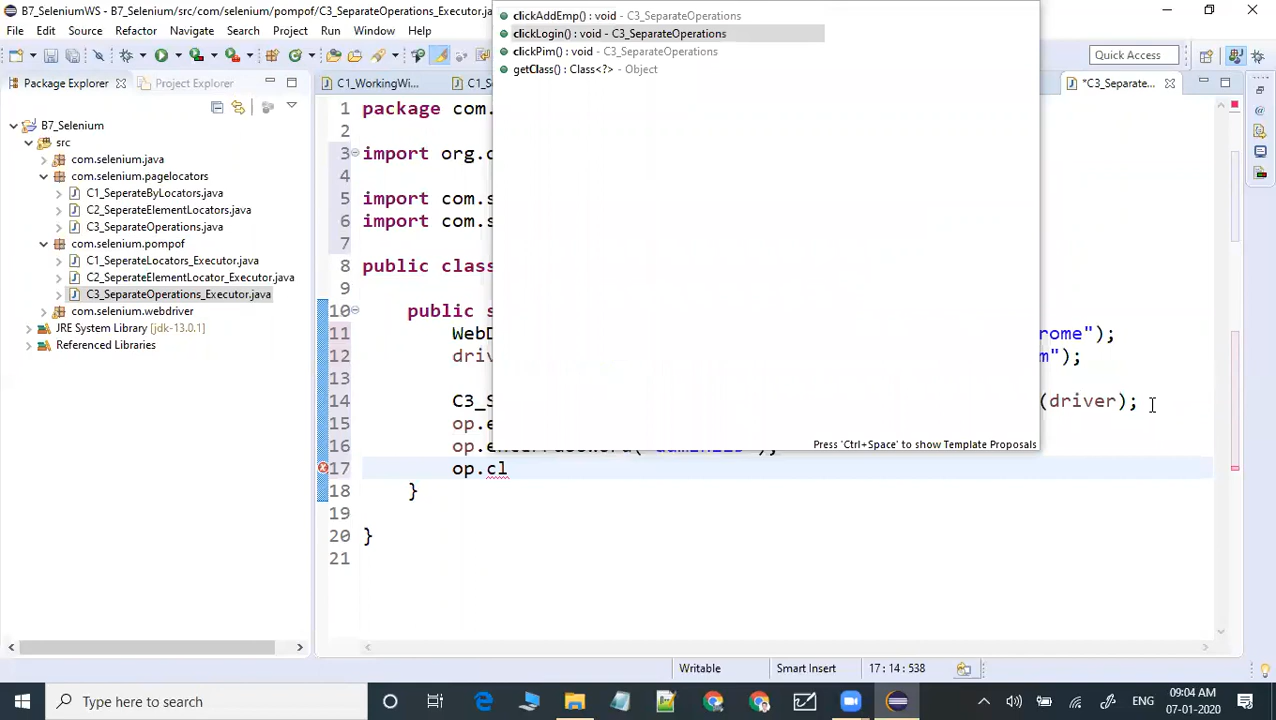 B7_SeleniumWS - B7_Selenium/src/com/selenium/pompof/C3_SeparateOperations_Executor.ja
File
Edit
Source
Refactor
Navigate
Search
Project
Run
Window
Quick Access
Package Explorer
Project Explorer
C1_WorkingWi...
*C3_Separate...
B7_Selenium
src
com.selenium.java
com.selenium.pagelocators
C1_SeperateByLocators.java
C2_SeperateElementLocators.java
C3_SeparateOperations.java
com.selenium.pompof
C1_SeperateLocators_Executor.java
C2_SeperateElementLocator_Executor.java
C3_SeparateOperations_Executor.java
com.selenium.webdriver
JRE System Library [jdk-13.0.1]
Referenced Libraries
clickAddEmp() : void - C3_SeparateOperations
clickLogin() : void - C3_SeparateOperations
clickPim() : void - C3_SeparateOperations
getClass() : Class<?> - Object
Press 'Ctrl+Space' to show Template Proposals
1 package com.
2
3 import org.
4
5 import com.s
6 import com.s
7
8 public class
9
10 public s
11 WebD rome");
12 driv m");
13
14 C3_S (driver);
15 op.e
16 op.e
17 op.cl
18 }
19
20 }
21
Writable
Smart Insert
17 : 14 : 538
Type here to search
ENG
09:04 AM
07-01-2020